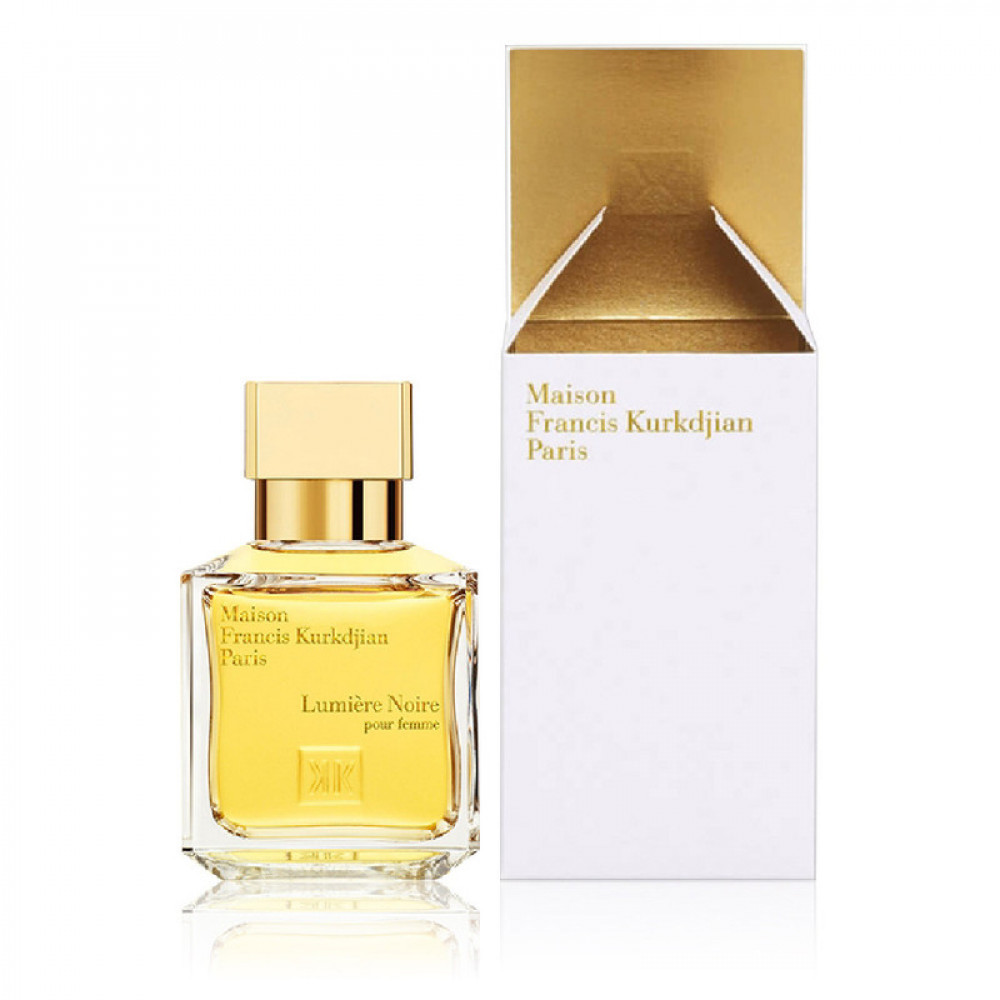 Maison
Francis Kurkdjian
Paris
Lumière Noire
pour femme
Maison
Francis Kurkdjian
Paris